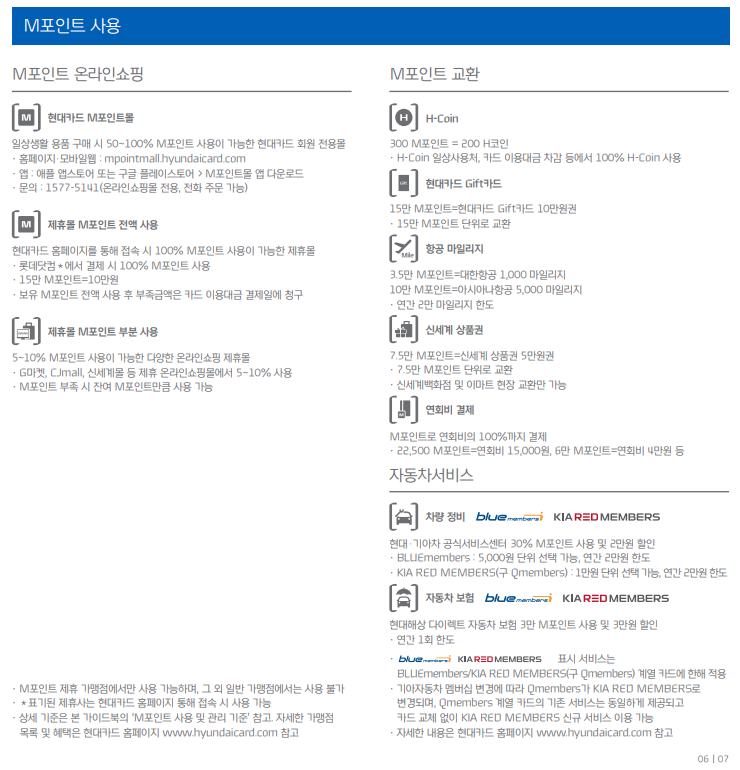 M포인트 사용
M포인트 온라인쇼핑
M 현대카드 M포인트몰
일상생활 용품 구매 시 50~100% M포인트 사용이 가능한 현대카드 회원 전용몰
· 홈페이지·모바일웹 : mpointmall.hyundaicard.com
· 앱 : 애플 앱스토어 또는 구글 플레이스토어 > M포인트몰 앱 다운로드
· 문의 : 1577-5141(온라인쇼핑몰 전용, 전화 주문 가능)
M 제휴몰 M포인트 전액 사용
현대카드 홈페이지를 통해 접속 시 100% M포인트 사용이 가능한 제휴몰
· 롯데닷컴*에서 결제 시 100% M포인트 사용
· 15만 M포인트=10만원
· 보유 M포인트 전액 사용 후 부족금액은 카드 이용대금 결제일에 청구
제휴몰 M포인트 부분 사용
5~10% M포인트 사용이 가능한 다양한 온라인쇼핑 제휴몰
· G마켓, CJmall, 신세계몰 등 제휴 온라인쇼핑몰에서 5~10% 사용
· M포인트 부족 시 잔여 M포인트만큼 사용 가능
· M포인트 제휴 가맹점에서만 사용 가능하며, 그 외 일반 가맹점에서는 사용 불가
· *표기된 제휴사는 현대카드 홈페이지 통해 접속 시 사용 가능
· 상세 기준은 본 가이드북의 'M포인트 사용 및 관리 기준' 참고. 자세한 가맹점
목록 및 혜택은 현대카드 홈페이지 www.hyundaicard.com 참고
M포인트 교환
H H-Coin
300 M포인트 = 200 H코인
· H-Coin 일상사용처, 카드 이용대금 차감 등에서 100% H-Coin 사용
Gift 현대카드 Gift카드
15만 M포인트=현대카드 Gift카드 10만원권
· 15만 M포인트 단위로 교환
Mile 항공 마일리지
3.5만 M포인트=대한항공 1,000 마일리지
10만 M포인트=아시아나항공 5,000 마일리지
· 연간 2만 마일리지 한도
신세계 상품권
7.5만 M포인트=신세계 상품권 5만원권
· 7.5만 M포인트 단위로 교환
· 신세계백화점 및 이마트 현장 교환만 가능
연회비 결제
M포인트로 연회비의 100%까지 결제
· 22,500 M포인트=연회비 15,000원, 6만 M포인트=연회비 4만원 등
자동차서비스
차량 정비 blue members KIA RED MEMBERS
현대·기아차 공식서비스센터 30% M포인트 사용 및 2만원 할인
· BLUEmembers : 5,000원 단위 선택 가능, 연간 2만원 한도
· KIA RED MEMBERS(구 Qmembers) : 1만원 단위 선택 가능, 연간 2만원 한도
자동차 보험 blue members KIA RED MEMBERS
현대해상 다이렉트 자동차 보험 3만 M포인트 사용 및 3만원 할인
· 연간 1회 한도
· blue members KIA RED MEMBERS 표시 서비스는
BLUEmembers/KIA RED MEMBERS(구 Qmembers) 계열 카드에 한해 적용
· 기아자동차 멤버십 변경에 따라 Qmembers가 KIA RED MEMBERS로
변경되며, Qmembers 계열 카드의 기존 서비스는 동일하게 제공되고
카드 교체 없이 KIA RED MEMBERS 신규 서비스 이용 가능
· 자세한 내용은 현대카드 홈페이지 www.hyundaicard.com 참고
06 | 07